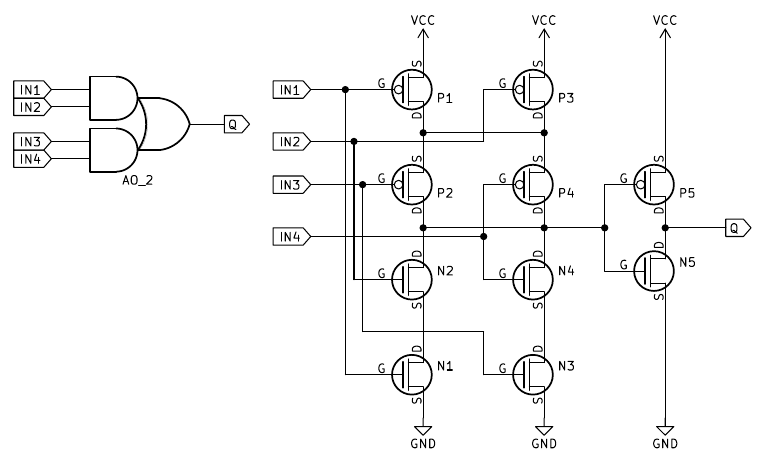 IN1
IN2
IN3
IN4
Q
AO_2
VCC VCC VCC
S S
IN1 G P1 G P3
D D
IN2
S S S
IN3 G P2 G P4 G P5
D D D
IN4 Q
D D D
G N2 G N4 G N5
S S S
D D
G N1 G N3
S S
GND GND GND